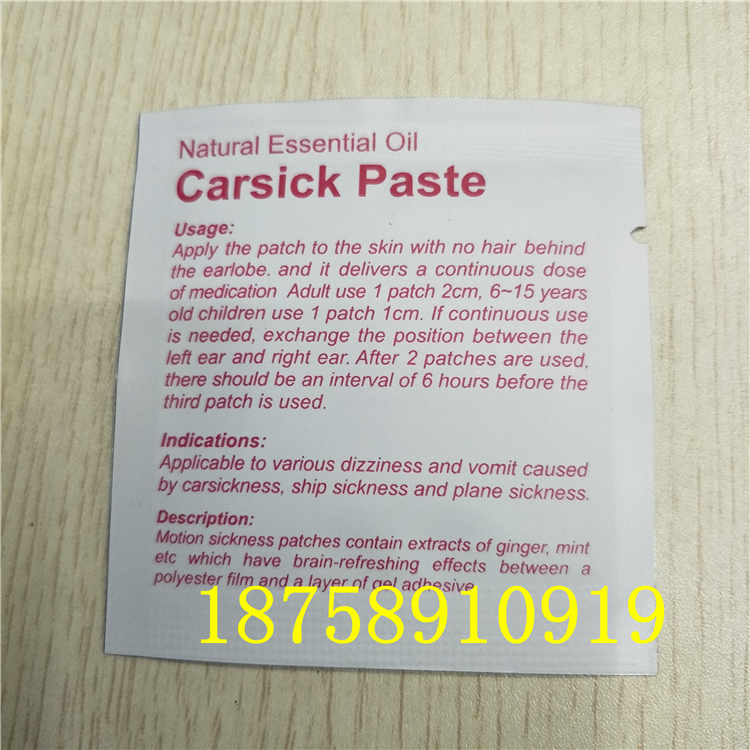 Natural Essential Oil
Carsick Paste
Usage:
Apply the patch to the skin with no hair behind
the earlobe. and it delivers a continuous dose
of medication Adult use 1 patch 2cm, 6~15 years
old children use 1 patch 1cm. If continuous use
is needed, exchange the position between the
left ear and right ear. After 2 patches are used,
there should be an interval of 6 hours before the
third patch is used.
Indications:
Applicable to various dizziness and vomit caused
by carsickness, ship sickness and plane sickness.
Description:
Motion sickness patches contain extracts of ginger, mint
etc which have brain-refreshing effects between a
polyester film and a layer of gel adhesive
18758910919